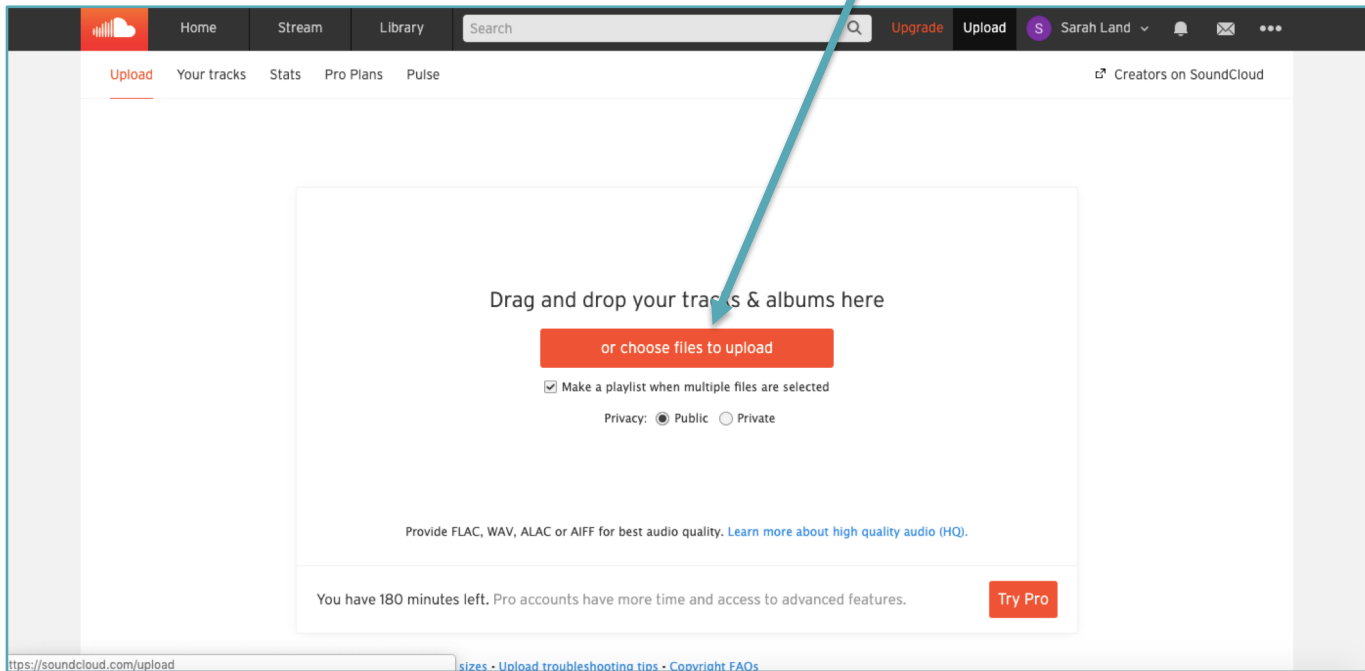 Home Stream Library Search Upgrade Upload S Sarah Land
Upload Your tracks Stats Pro Plans Pulse Creators on SoundCloud
Drag and drop your tracks & albums here
or choose files to upload
Make a playlist when multiple files are selected
Privacy: Public Private
Provide FLAC, WAV, ALAC or AIFF for best audio quality. Learn more about high quality audio (HQ).
You have 180 minutes left. Pro accounts have more time and access to advanced features. Try Pro
ttps://soundcloud.com/upload sizes - Upload troubleshooting tips - Copyright FAQs